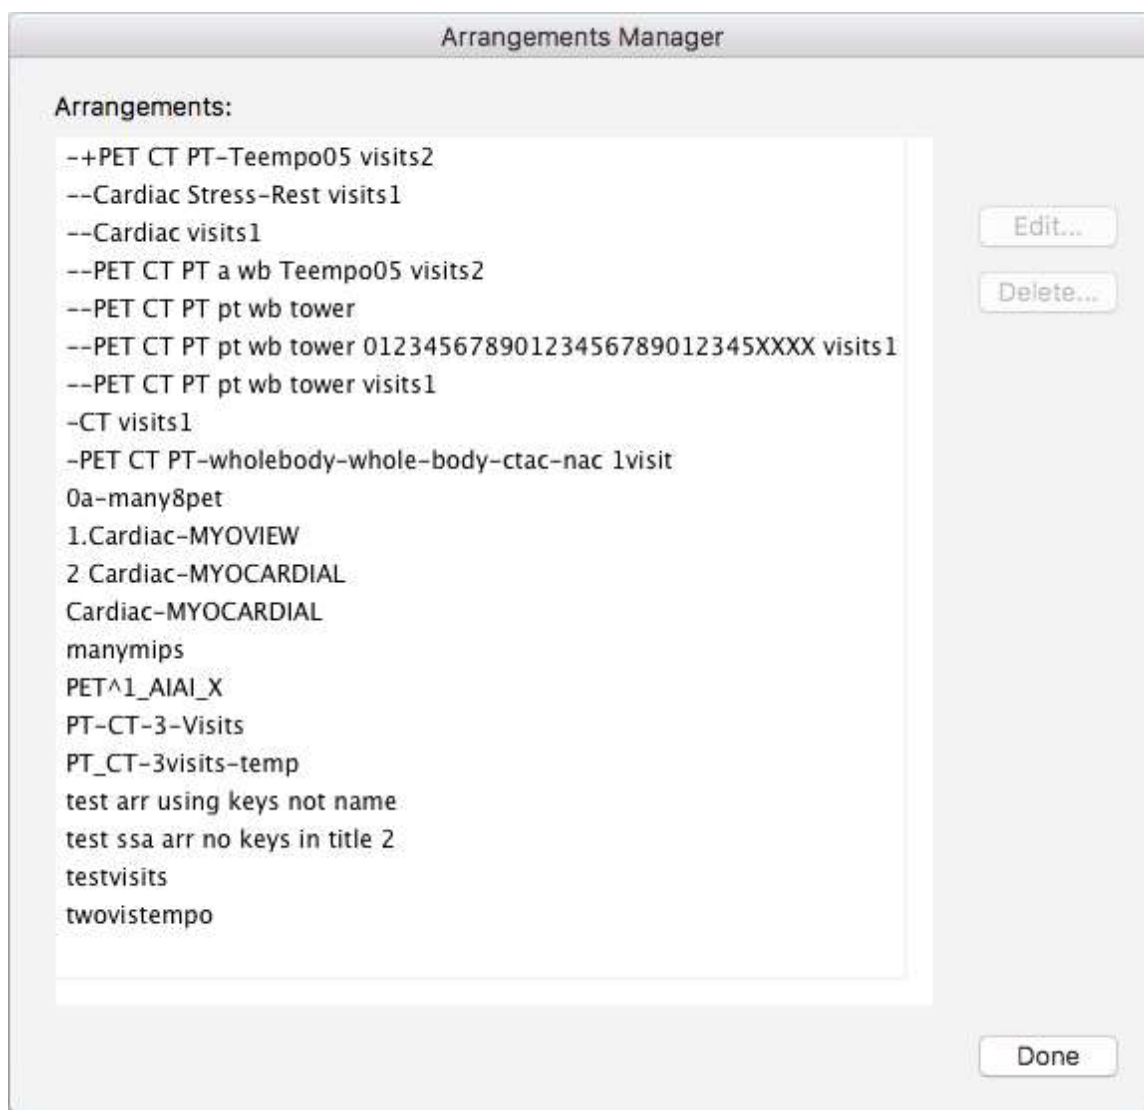 Arrangements Manager
Arrangements:
-+PET CT PT-Teempo05 visits2
--Cardiac Stress-Rest visits1
--Cardiac visits1
--PET CT PT a wb Teempo05 visits2
--PET CT PT pt wb tower
--PET CT PT pt wb tower 01234567890123456789012345XXXX visits1
--PET CT PT pt wb tower visits1
-CT visits1
-PET CT PT-wholebody-whole-body-ctac-nac 1visit
0a-many8pet
1.Cardiac-MYOVIEW
2 Cardiac-MYOCARDIAL
Cardiac-MYOCARDIAL
manymips
PET^1_AIAI_X
PT-CT-3-Visits
PT_CT-3visits-temp
test arr using keys not name
test ssa arr no keys in title 2
testvisits
twovistempo
Edit...
Delete...
Done